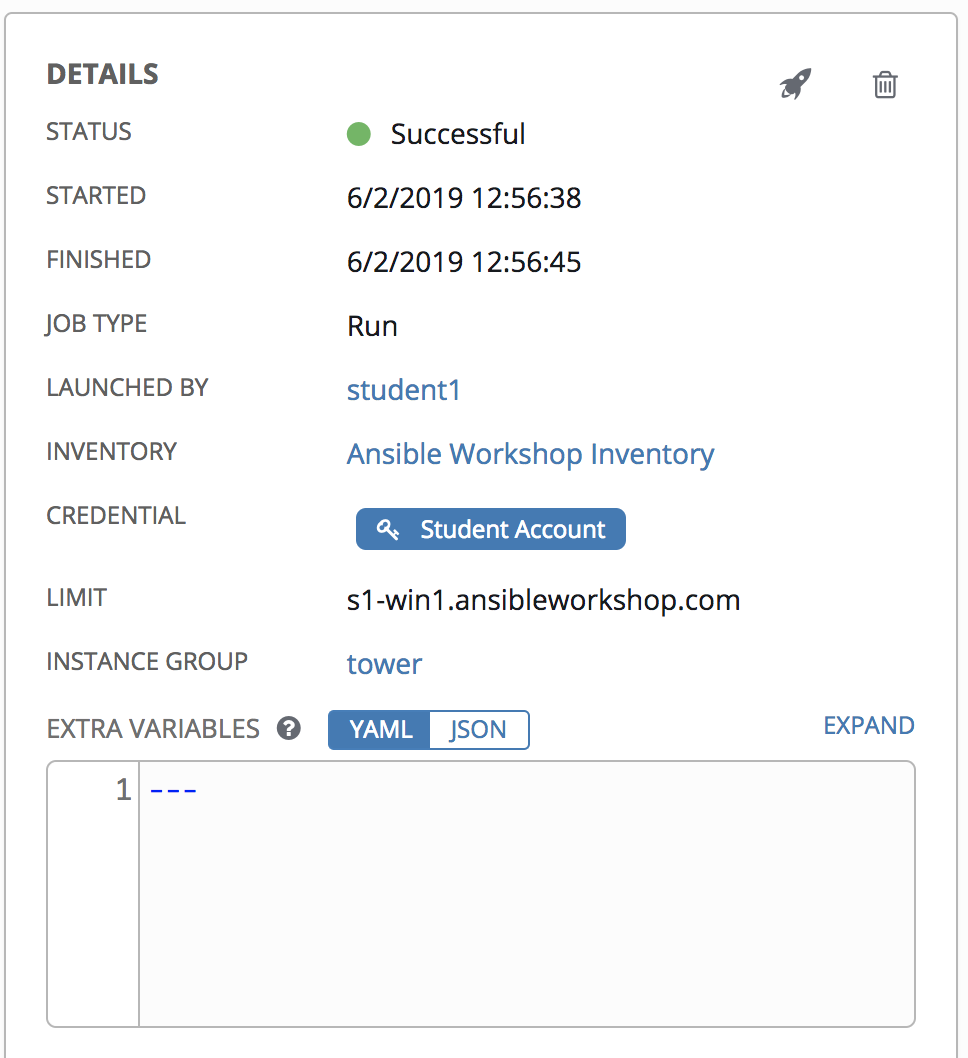 DETAILS
STATUS Successful
STARTED 6/2/2019 12:56:38
FINISHED 6/2/2019 12:56:45
JOB TYPE Run
LAUNCHED BY student1
INVENTORY Ansible Workshop Inventory
CREDENTIAL Student Account
LIMIT s1-win1.ansibleworkshop.com
INSTANCE GROUP tower
EXTRA VARIABLES ? YAML JSON EXPAND
1 ---